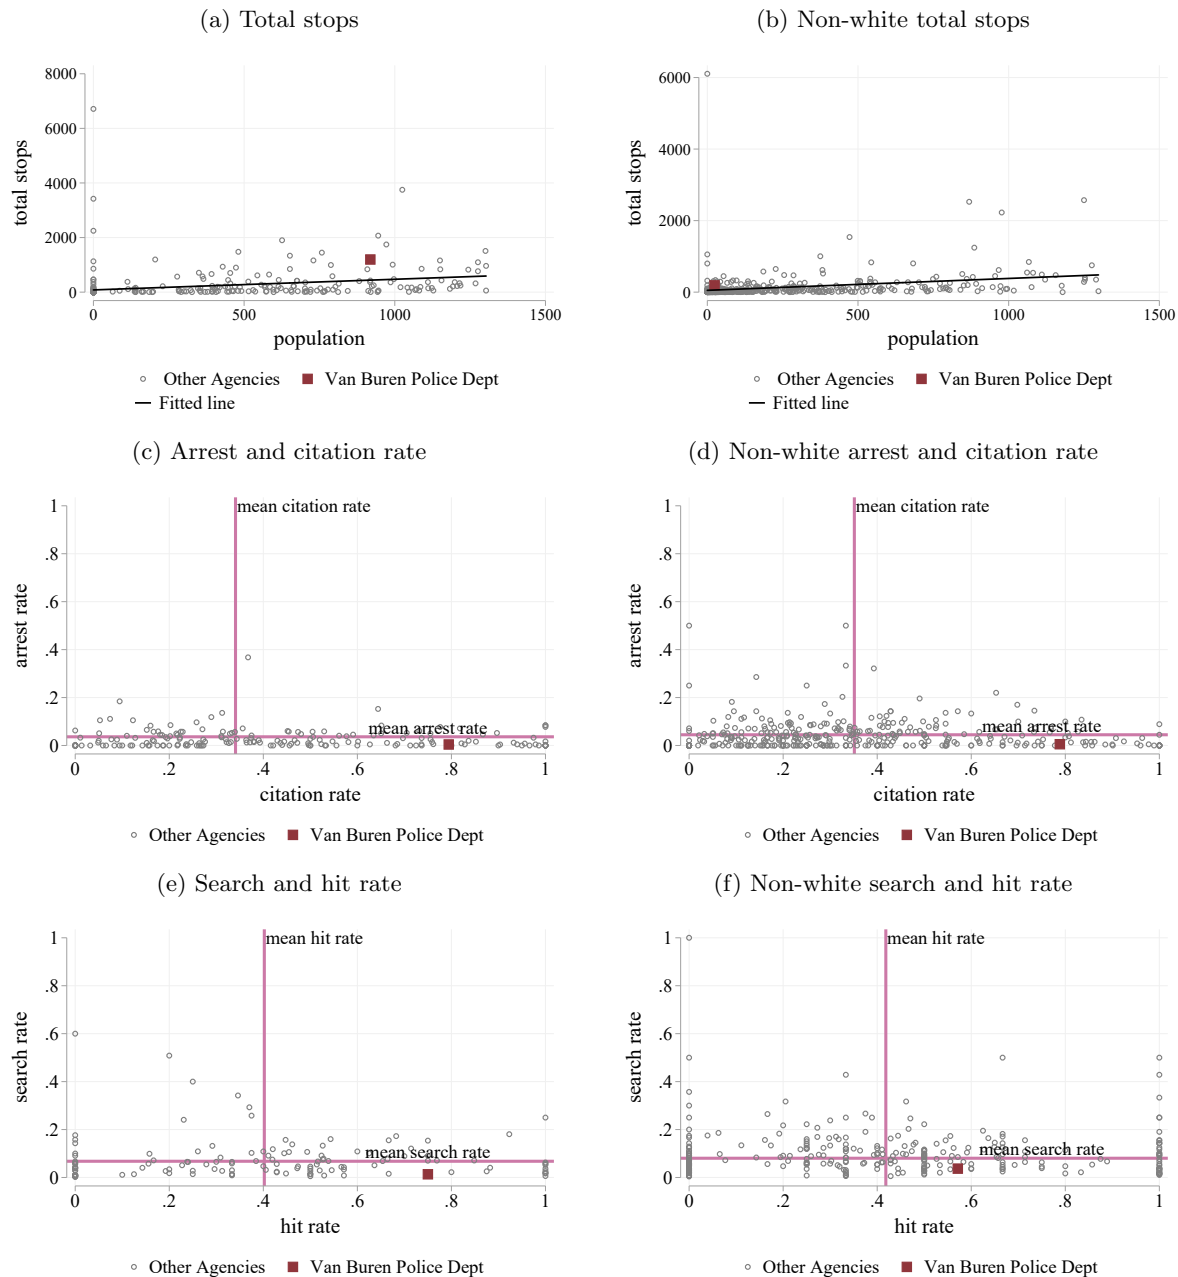 (a) Total stops
8000
6000
4000
2000
0
total stops
0 500 1000 1500
population
Other Agencies Van Buren Police Dept
Fitted line
(b) Non-white total stops
6000
4000
2000
0
total stops
0 500 1000 1500
population
Other Agencies Van Buren Police Dept
Fitted line
(c) Arrest and citation rate
1
.8
.6
.4
.2
0
arrest rate
mean citation rate
mean arrest rate
0 .2 .4 .6 .8 1
citation rate
Other Agencies Van Buren Police Dept
(d) Non-white arrest and citation rate
1
.8
.6
.4
.2
0
arrest rate
mean citation rate
mean arrest rate
0 .2 .4 .6 .8 1
citation rate
Other Agencies Van Buren Police Dept
(e) Search and hit rate
1
.8
.6
.4
.2
0
search rate
mean hit rate
mean search rate
0 .2 .4 .6 .8 1
hit rate
Other Agencies Van Buren Police Dept
(f) Non-white search and hit rate
1
.8
.6
.4
.2
0
search rate
mean hit rate
mean search rate
0 .2 .4 .6 .8 1
hit rate
Other Agencies Van Buren Police Dept